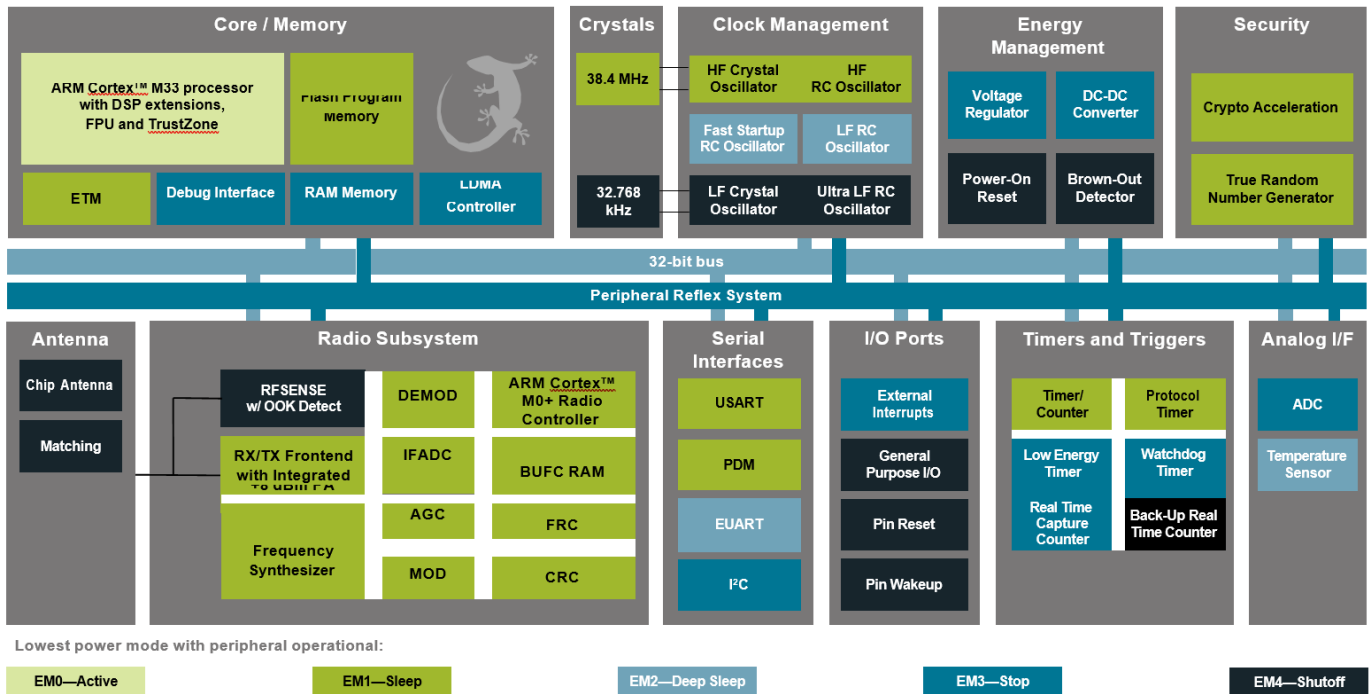 Core / Memory
ARM Cortex™ M33 processor
with DSP extensions,
FPU and TrustZone
Flash Program
Memory
ETM
Debug Interface
RAM Memory
LDMA
Controller
Crystals
38.4 MHz
32.768
kHz
Clock Management
HF Crystal
Oscillator
HF
RC Oscillator
Fast Startup
RC Oscillator
LF RC
Oscillator
LF Crystal
Oscillator
Ultra LF RC
Oscillator
Energy
Management
Voltage
Regulator
DC-DC
Converter
Power-On
Reset
Brown-Out
Detector
Security
Crypto Acceleration
True Random
Number Generator
32-bit bus
Peripheral Reflex System
Antenna
Chip Antenna
Matching
Radio Subsystem
RFSENSE
w/ OOK Detect
RX/TX Frontend
with Integrated
+8 dBm PA
Frequency
Synthesizer
DEMOD
IFADC
AGC
MOD
ARM Cortex™
M0+ Radio
Controller
BUFC RAM
FRC
CRC
Serial
Interfaces
USART
PDM
EUART
I²C
I/O Ports
External
Interrupts
General
Purpose I/O
Pin Reset
Pin Wakeup
Timers and Triggers
Timer/
Counter
Protocol
Timer
Low Energy
Timer
Watchdog
Timer
Real Time
Capture
Counter
Back-Up Real
Time Counter
Analog I/F
ADC
Temperature
Sensor
Lowest power mode with peripheral operational:
EM0—Active
EM1—Sleep
EM2—Deep Sleep
EM3—Stop
EM4—Shutoff